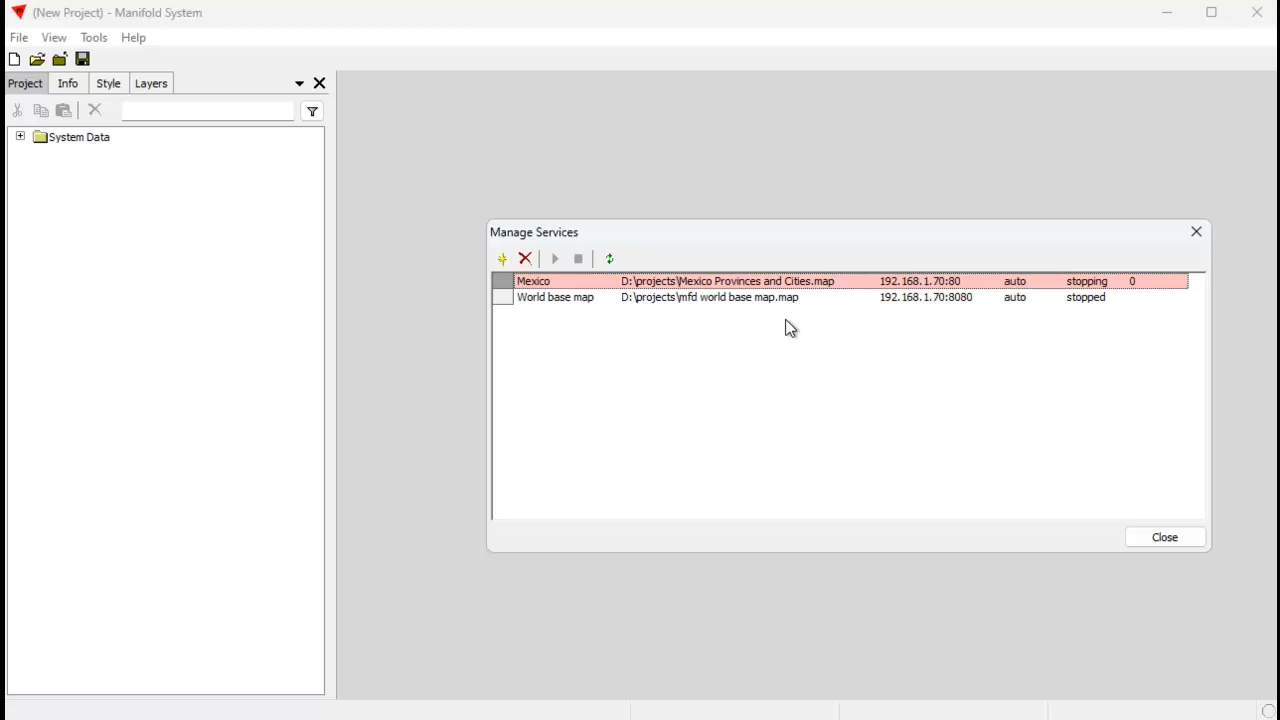 (New Project) - Manifold System
File View Tools Help
Project Info Style Layers
System Data
Manage Services
Mexico D:\projects\Mexico Provinces and Cities.map 192.168.1.70:80 auto stopping 0
World base map D:\projects\mfd world base map.map 192.168.1.70:8080 auto stopped
Close